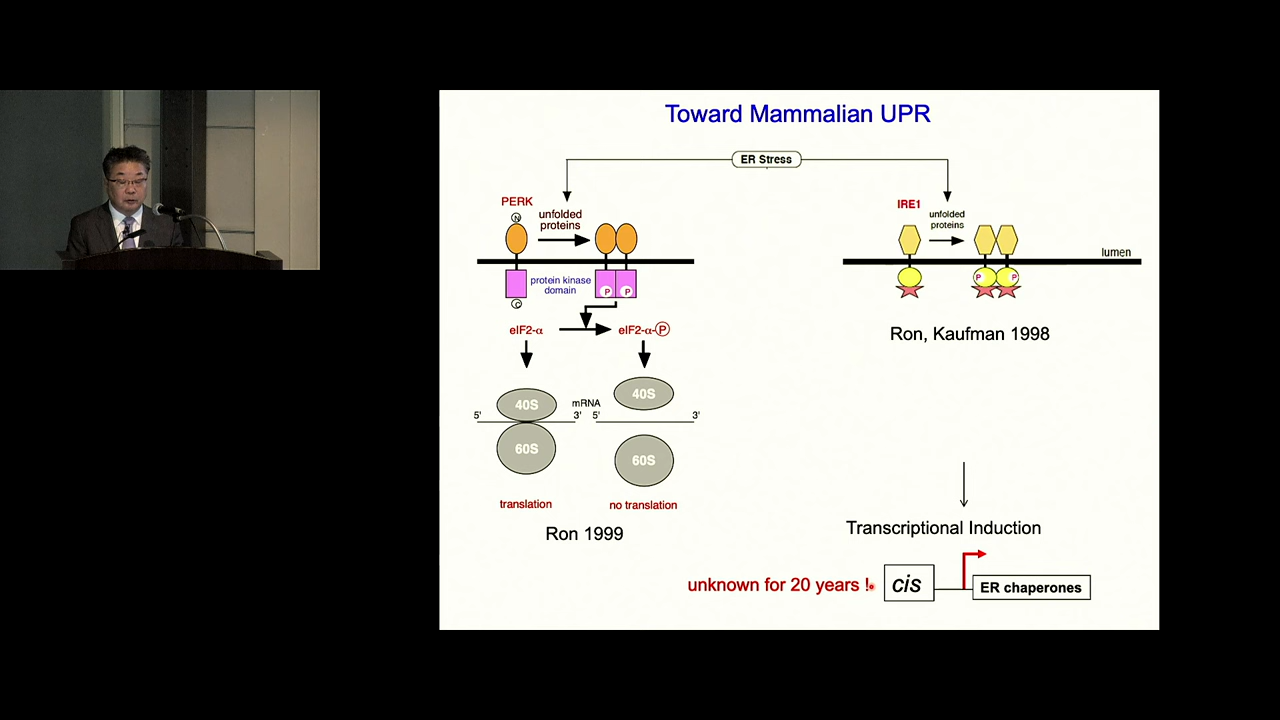 Toward Mammalian UPR
ER Stress
PERK
N
unfolded
proteins
protein kinase
domain
P P
C
eIF2-α
eIF2-α-P
40S
mRNA
5' 3'
60S
translation
40S
5' 3'
60S
no translation
Ron 1999
IRE1
unfolded
proteins
lumen
P P
Ron, Kaufman 1998
Transcriptional Induction
unknown for 20 years !
cis
ER chaperones